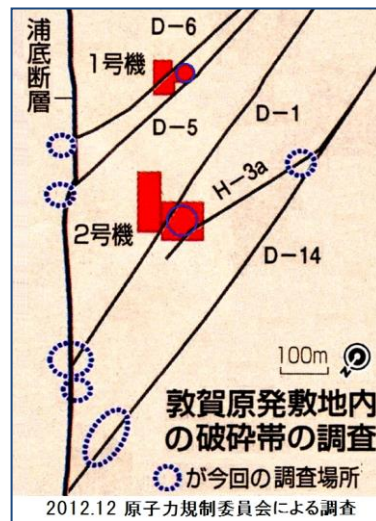 浦底断層
D-6
1号機
D-5
D-1
H-3a
2号機
D-14
100m
N
敦賀原発敷地内
の破砕帯の調査
が今回の調査場所
2012.12 原子力規制委員会による調査